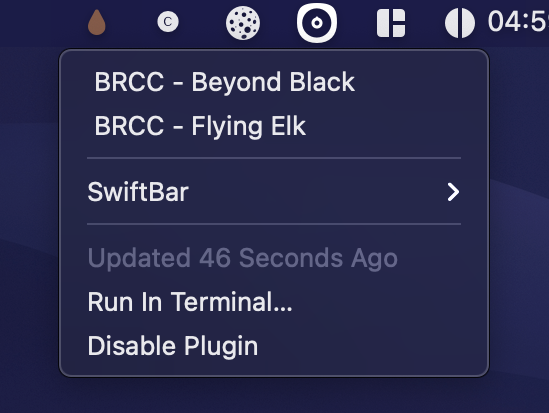 C
04:5
BRCC - Beyond Black
BRCC - Flying Elk
SwiftBar
Updated 46 Seconds Ago
Run In Terminal...
Disable Plugin